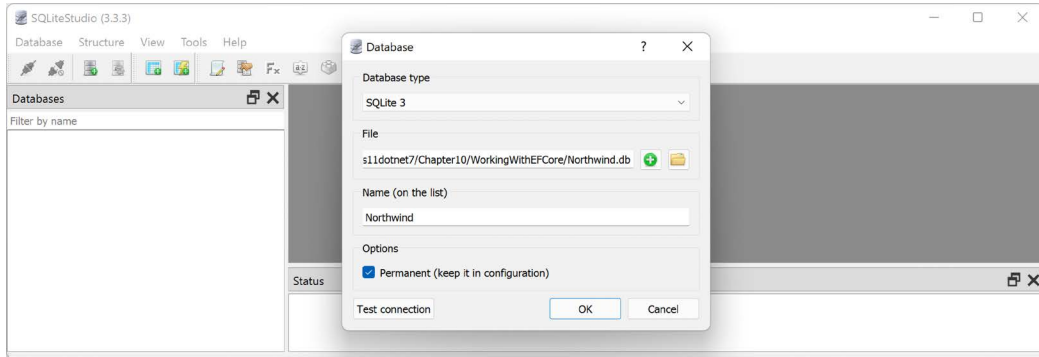 SQLiteStudio (3.3.3)
Database Structure View Tools Help
Databases
Filter by name
Database
Database type
SQLite 3
File
s11dotnet7/Chapter10/WorkingWithEFCore/Northwind.db
Name (on the list)
Northwind
Options
Permanent (keep it in configuration)
Test connection OK Cancel
Status